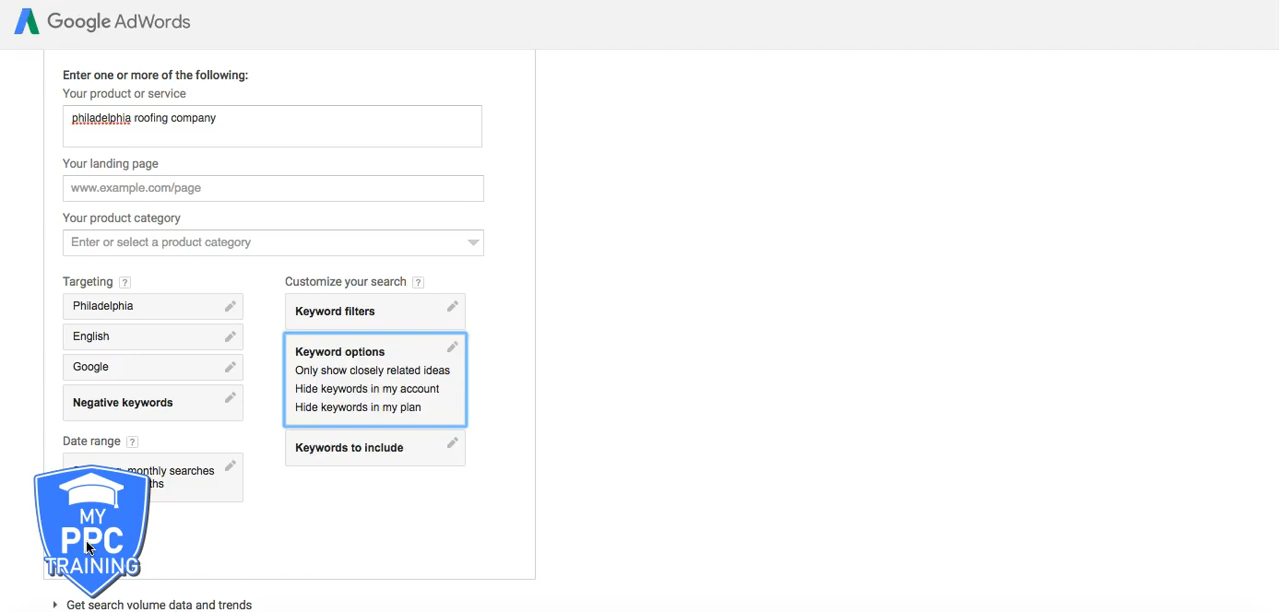 Google AdWords
Enter one or more of the following:
Your product or service
philadelphia roofing company
Your landing page
www.example.com/page
Your product category
Enter or select a product category
Targeting ?
Customize your search ?
Philadelphia
Keyword filters
English
Keyword options
Only show closely related ideas
Google
Hide keywords in my account
Negative keywords
Hide keywords in my plan
Date range ?
Keywords to include
monthly searches
MY
PPC
TRAINING
Get search volume data and trends